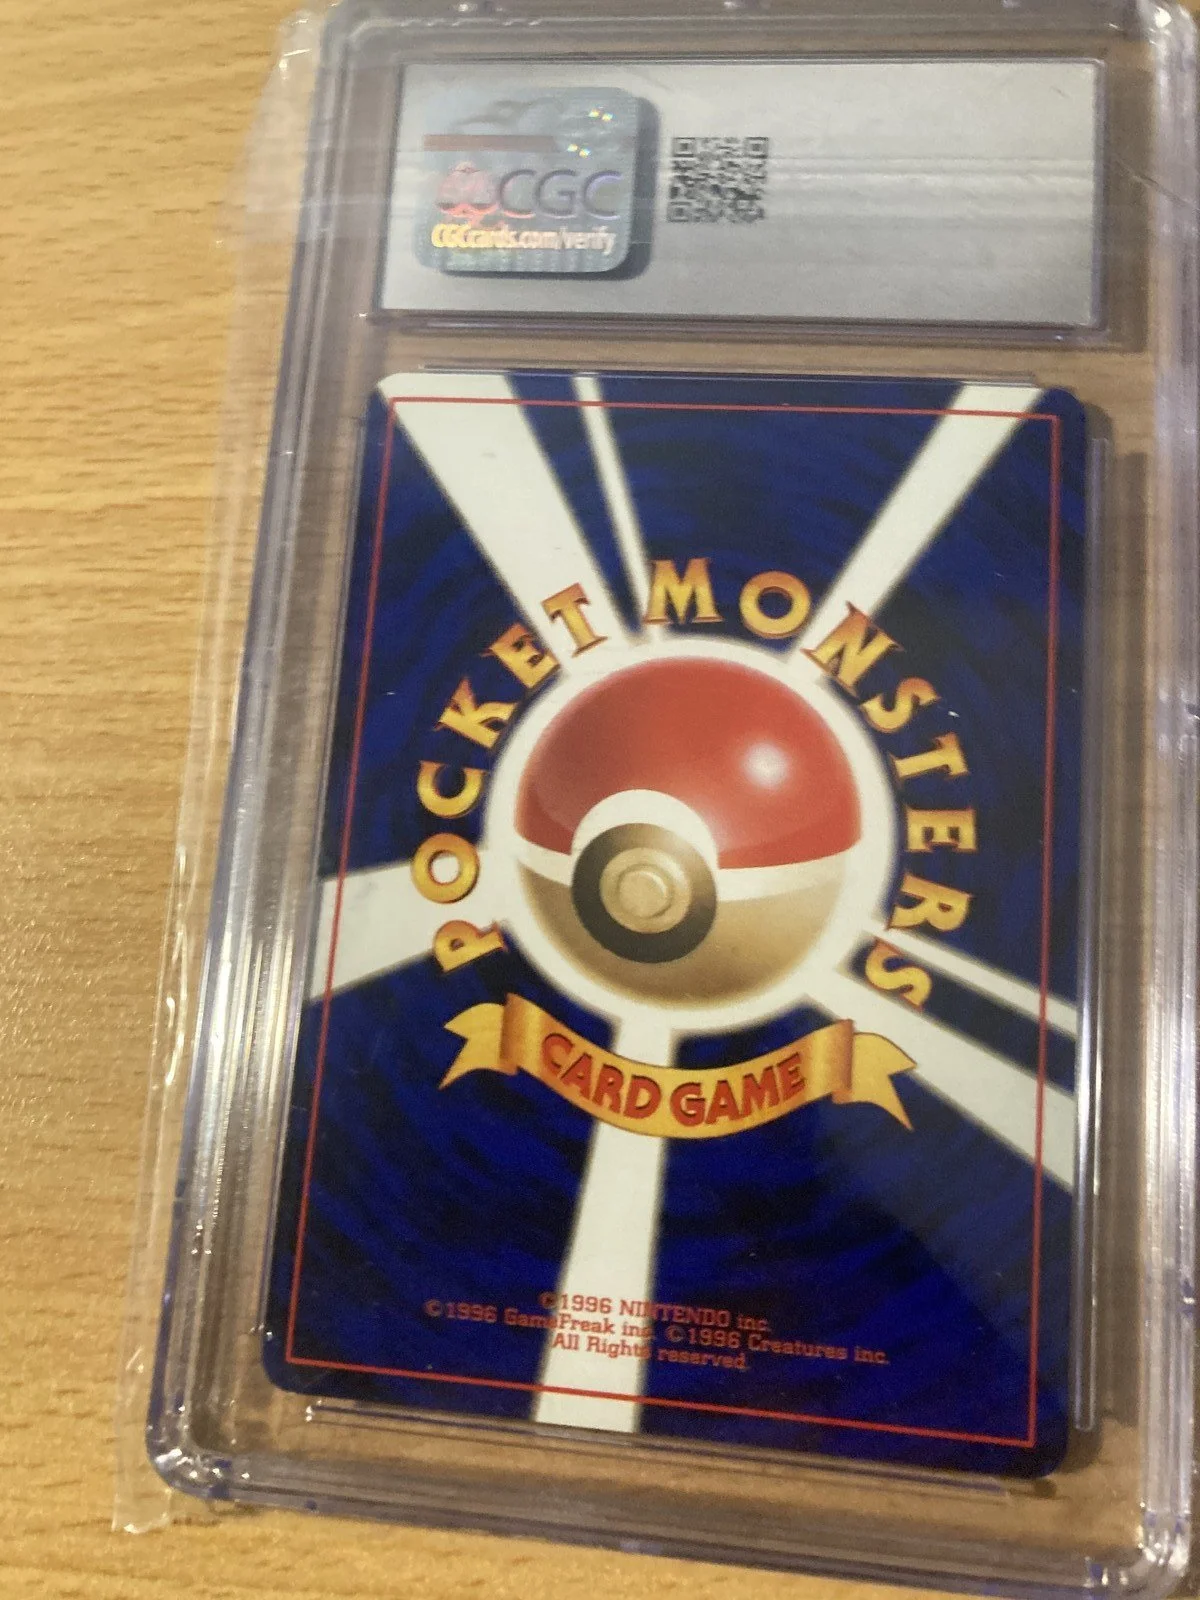 CGC
CGCcards.com/verify
POCKET MONSTERS
CARD GAME
©1996 NINTENDO inc.
©1996 GameFreak inc. ©1996 Creatures inc.
All Rights reserved.